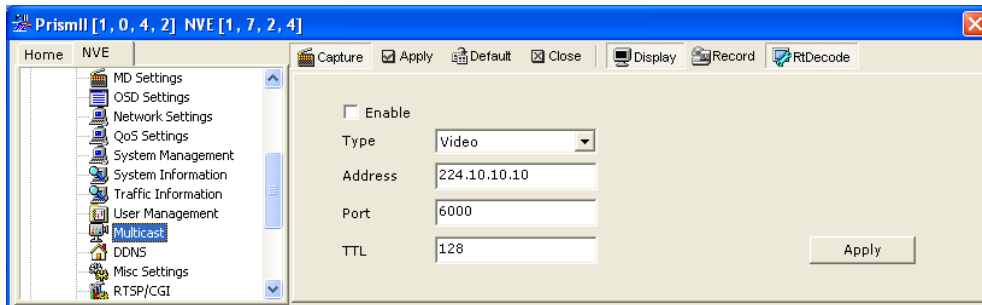 PrismII [1, 0, 4, 2] NVE [1, 7, 2, 4]
Home NVE
Capture Apply Default Close Display Record RtDecode
MD Settings
OSD Settings
Network Settings
QoS Settings
System Management
System Information
Traffic Information
User Management
Multicast
DDNS
Misc Settings
RTSP/CGI
Enable
Type Video
Address 224.10.10.10
Port 6000
TTL 128
Apply